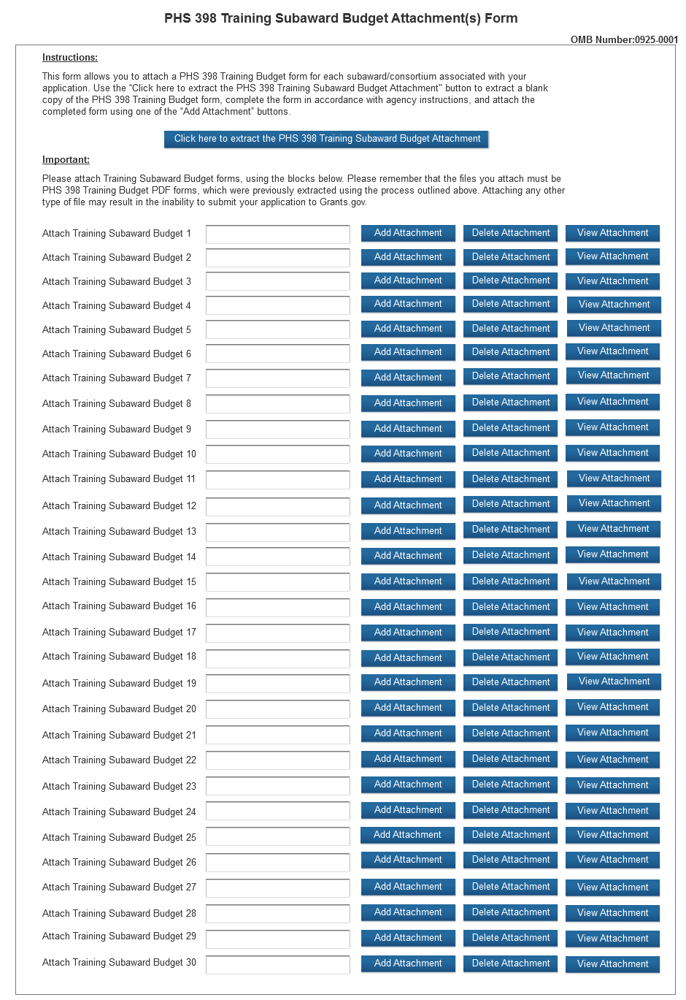 PHS 398 Training Subaward Budget Attachment(s) Form
OMB Number:0925-0001
Instructions:
This form allows you to attach a PHS 398 Training Budget form for each subaward/consortium associated with your
application. Use the “Click here to extract the PHS 398 Training Subaward Budget Attachment" button to extract a blank
copy of the PHS 398 Training Budget form, complete the form in accordance with agency instructions, and attach the
completed form using one of the “Add Attachment” buttons.
Click here to extract the PHS 398 Training Subaward Budget Attachment
Important:
Please attach Training Subaward Budget forms, using the blocks below. Please remember that the files you attach must be
PHS 398 Training Budget PDF forms, which were previously extracted using the process outlined above. Attaching any other
type of file may result in the inability to submit your application to Grants.gov.
Attach Training Subaward Budget 1 Add Attachment Delete Attachment View Attachment
Attach Training Subaward Budget 2 Add Attachment Delete Attachment View Attachment
Attach Training Subaward Budget 3 Add Attachment Delete Attachment View Attachment
Attach Training Subaward Budget 4 Add Attachment Delete Attachment View Attachment
Attach Training Subaward Budget 5 Add Attachment Delete Attachment View Attachment
Attach Training Subaward Budget 6 Add Attachment Delete Attachment View Attachment
Attach Training Subaward Budget 7 Add Attachment Delete Attachment View Attachment
Attach Training Subaward Budget 8 Add Attachment Delete Attachment View Attachment
Attach Training Subaward Budget 9 Add Attachment Delete Attachment View Attachment
Attach Training Subaward Budget 10 Add Attachment Delete Attachment View Attachment
Attach Training Subaward Budget 11 Add Attachment Delete Attachment View Attachment
Attach Training Subaward Budget 12 Add Attachment Delete Attachment View Attachment
Attach Training Subaward Budget 13 Add Attachment Delete Attachment View Attachment
Attach Training Subaward Budget 14 Add Attachment Delete Attachment View Attachment
Attach Training Subaward Budget 15 Add Attachment Delete Attachment View Attachment
Attach Training Subaward Budget 16 Add Attachment Delete Attachment View Attachment
Attach Training Subaward Budget 17 Add Attachment Delete Attachment View Attachment
Attach Training Subaward Budget 18 Add Attachment Delete Attachment View Attachment
Attach Training Subaward Budget 19 Add Attachment Delete Attachment View Attachment
Attach Training Subaward Budget 20 Add Attachment Delete Attachment View Attachment
Attach Training Subaward Budget 21 Add Attachment Delete Attachment View Attachment
Attach Training Subaward Budget 22 Add Attachment Delete Attachment View Attachment
Attach Training Subaward Budget 23 Add Attachment Delete Attachment View Attachment
Attach Training Subaward Budget 24 Add Attachment Delete Attachment View Attachment
Attach Training Subaward Budget 25 Add Attachment Delete Attachment View Attachment
Attach Training Subaward Budget 26 Add Attachment Delete Attachment View Attachment
Attach Training Subaward Budget 27 Add Attachment Delete Attachment View Attachment
Attach Training Subaward Budget 28 Add Attachment Delete Attachment View Attachment
Attach Training Subaward Budget 29 Add Attachment Delete Attachment View Attachment
Attach Training Subaward Budget 30 Add Attachment Delete Attachment View Attachment